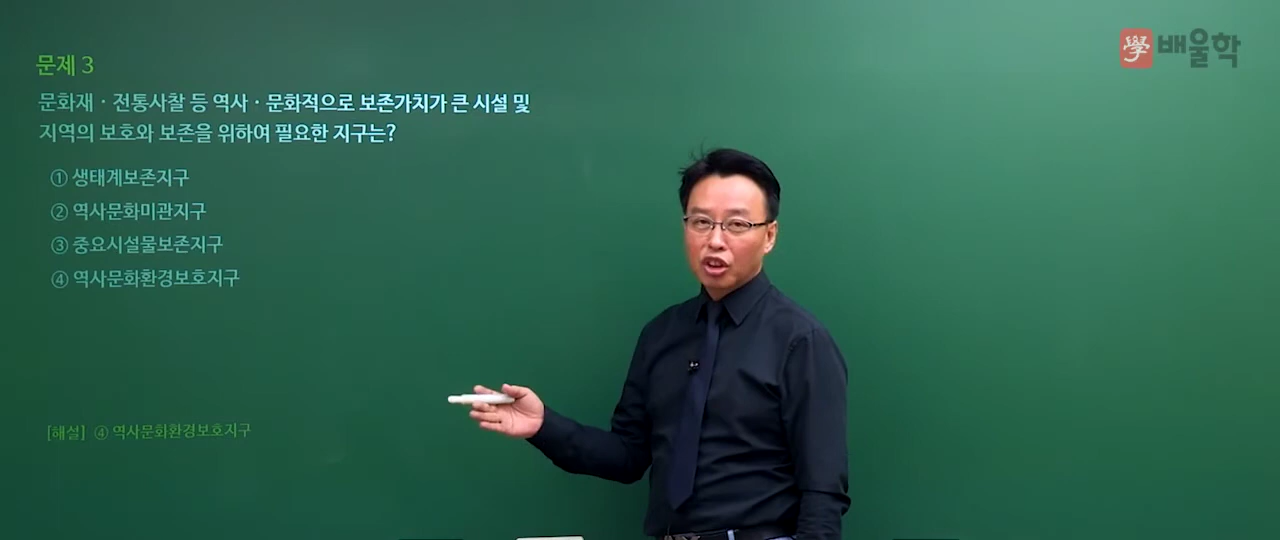 學 배울학
문제 3
문화재 · 전통사찰 등 역사 · 문화적으로 보존가치가 큰 시설 및
지역의 보호와 보존을 위하여 필요한 지구는?
① 생태계보존지구
② 역사문화미관지구
③ 중요시설물보존지구
④ 역사문화환경보호지구
[해설] ④ 역사문화환경보호지구